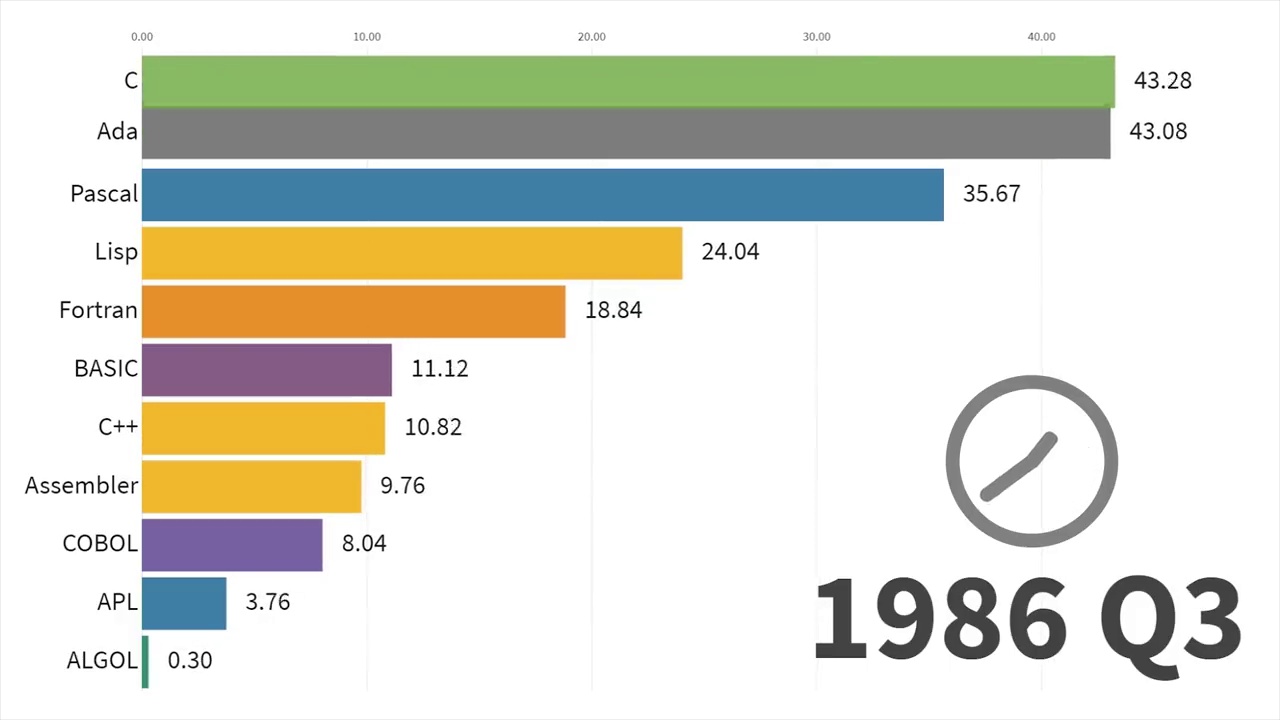 0.00 10.00 20.00 30.00 40.00
C 43.28
Ada 43.08
Pascal 35.67
Lisp 24.04
Fortran 18.84
BASIC 11.12
C++ 10.82
Assembler 9.76
COBOL 8.04
APL 3.76
ALGOL 0.30
1986 Q3